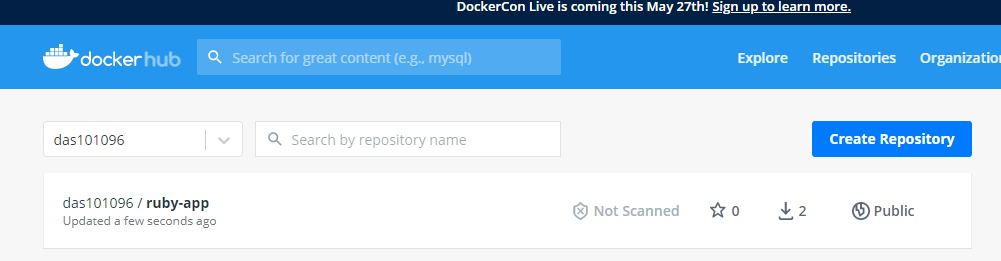 DockerCon Live is coming this May 27th! Sign up to learn more.
dockerhub Search for great content (e.g., mysql) Explore Repositories Organizatio
das101096 Search by repository name Create Repository
das101096 / ruby-app
Updated a few seconds ago
Not Scanned 0 2 Public